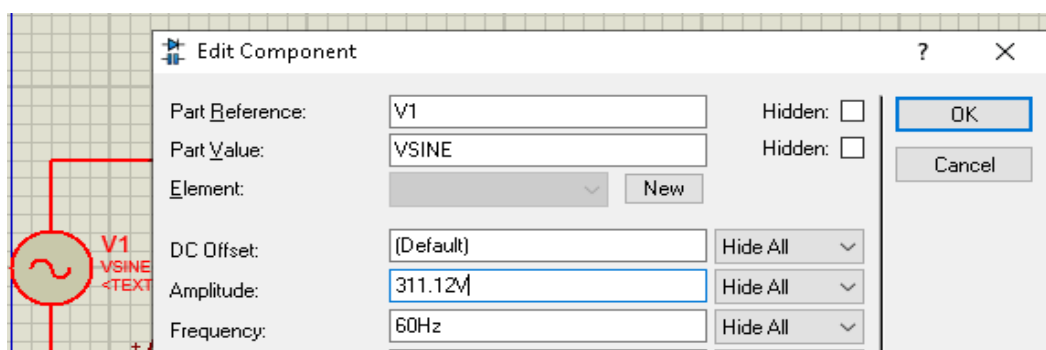 Edit Component
?
Part Reference:
V1
Hidden:
OK
Part Value:
VSINE
Hidden:
Cancel
Element:
New
V1
VSINE
<TEXT
DC Offset:
(Default)
Hide All
Amplitude:
311.12V
Hide All
Frequency:
60Hz
Hide All